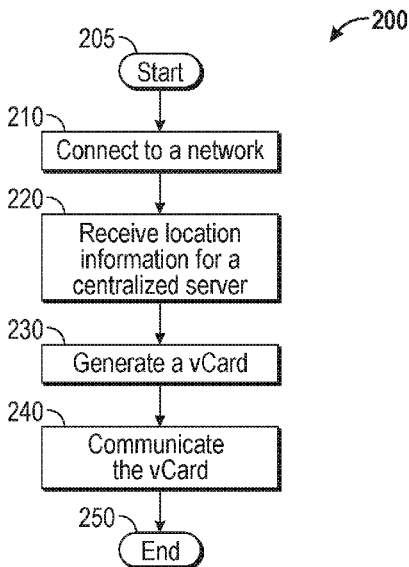 200
205
Start
210
Connect to a network
220
Receive location
information for a
centralized server
230
Generate a vCard
240
Communicate
the vCard
250
End